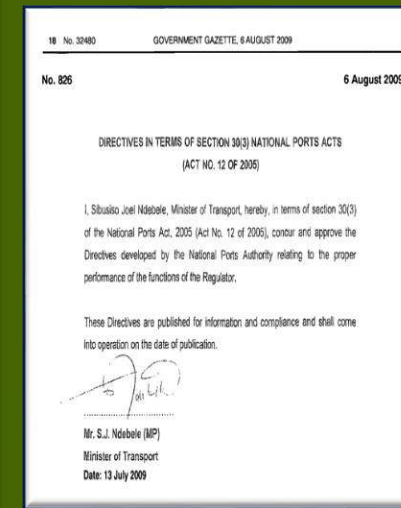 18 No. 32480 GOVERNMENT GAZETTE, 6 AUGUST 2009
No. 826 6 August 2009
DIRECTIVES IN TERMS OF SECTION 30(3) NATIONAL PORTS ACTS
(ACT NO. 12 OF 2005)
I, Sibusiso Joel Ndebele, Minister of Transport, hereby, in terms of section 30(3)
of the National Ports Act, 2005 (Act No. 12 of 2005), concur and approve the
Directives developed by the National Ports Authority relating to the proper
performance of the functions of the Regulator.
These Directives are published for information and compliance and shall come
into operation on the date of publication.
Mr. S.J. Ndebele (MP)
Minister of Transport
Date: 13 July 2009